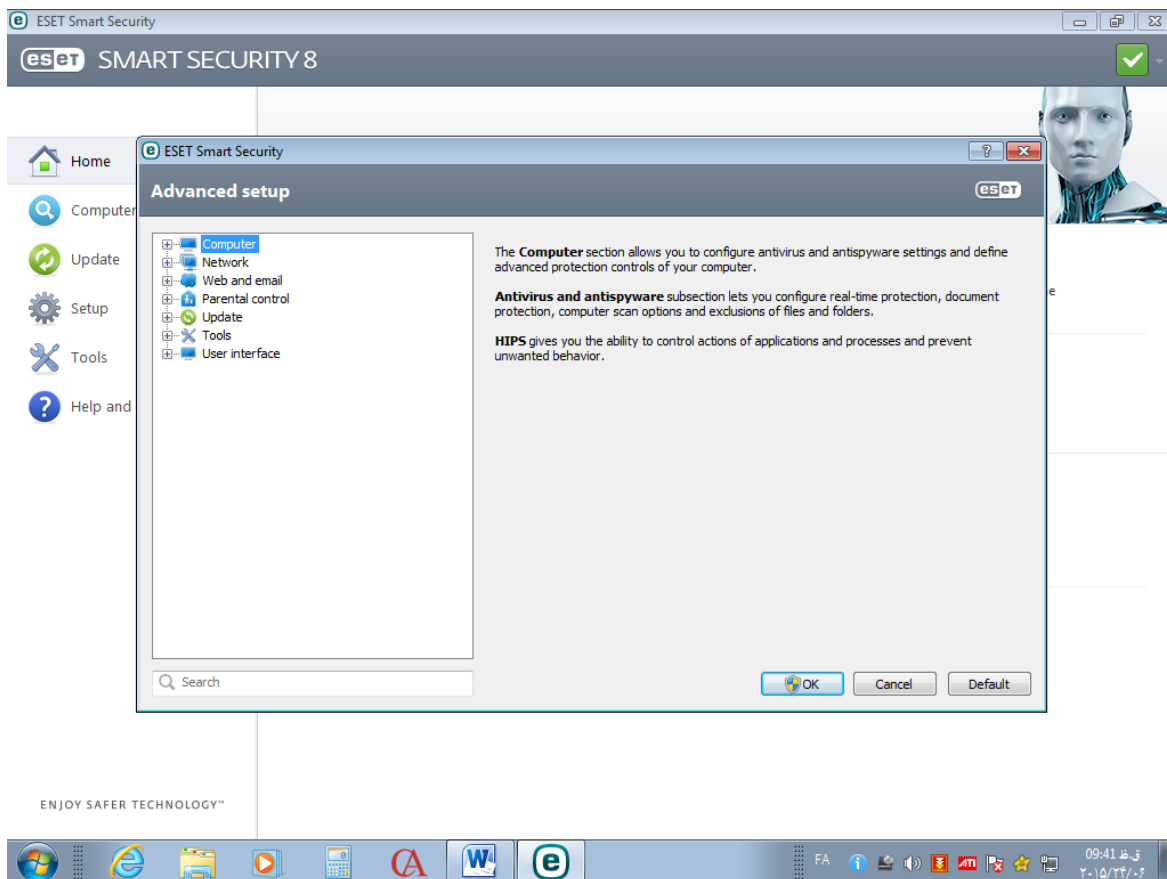 ESET Smart Security
eset SMART SECURITY 8
Home
Computer
Update
Setup
Tools
Help and
ENJOY SAFER TECHNOLOGY™
e
ESET Smart Security
Advanced setup
eset
Computer
Network
Web and email
Parental control
Update
Tools
User interface
Search
The Computer section allows you to configure antivirus and antispyware settings and define
advanced protection controls of your computer.
Antivirus and antispyware subsection lets you configure real-time protection, document
protection, computer scan options and exclusions of files and folders.
HIPS gives you the ability to control actions of applications and processes and prevent
unwanted behavior.
OK
Cancel
Default
FA
ATI
09:41 ق.ظ
۲۰۱۵/۲۴/۰۶